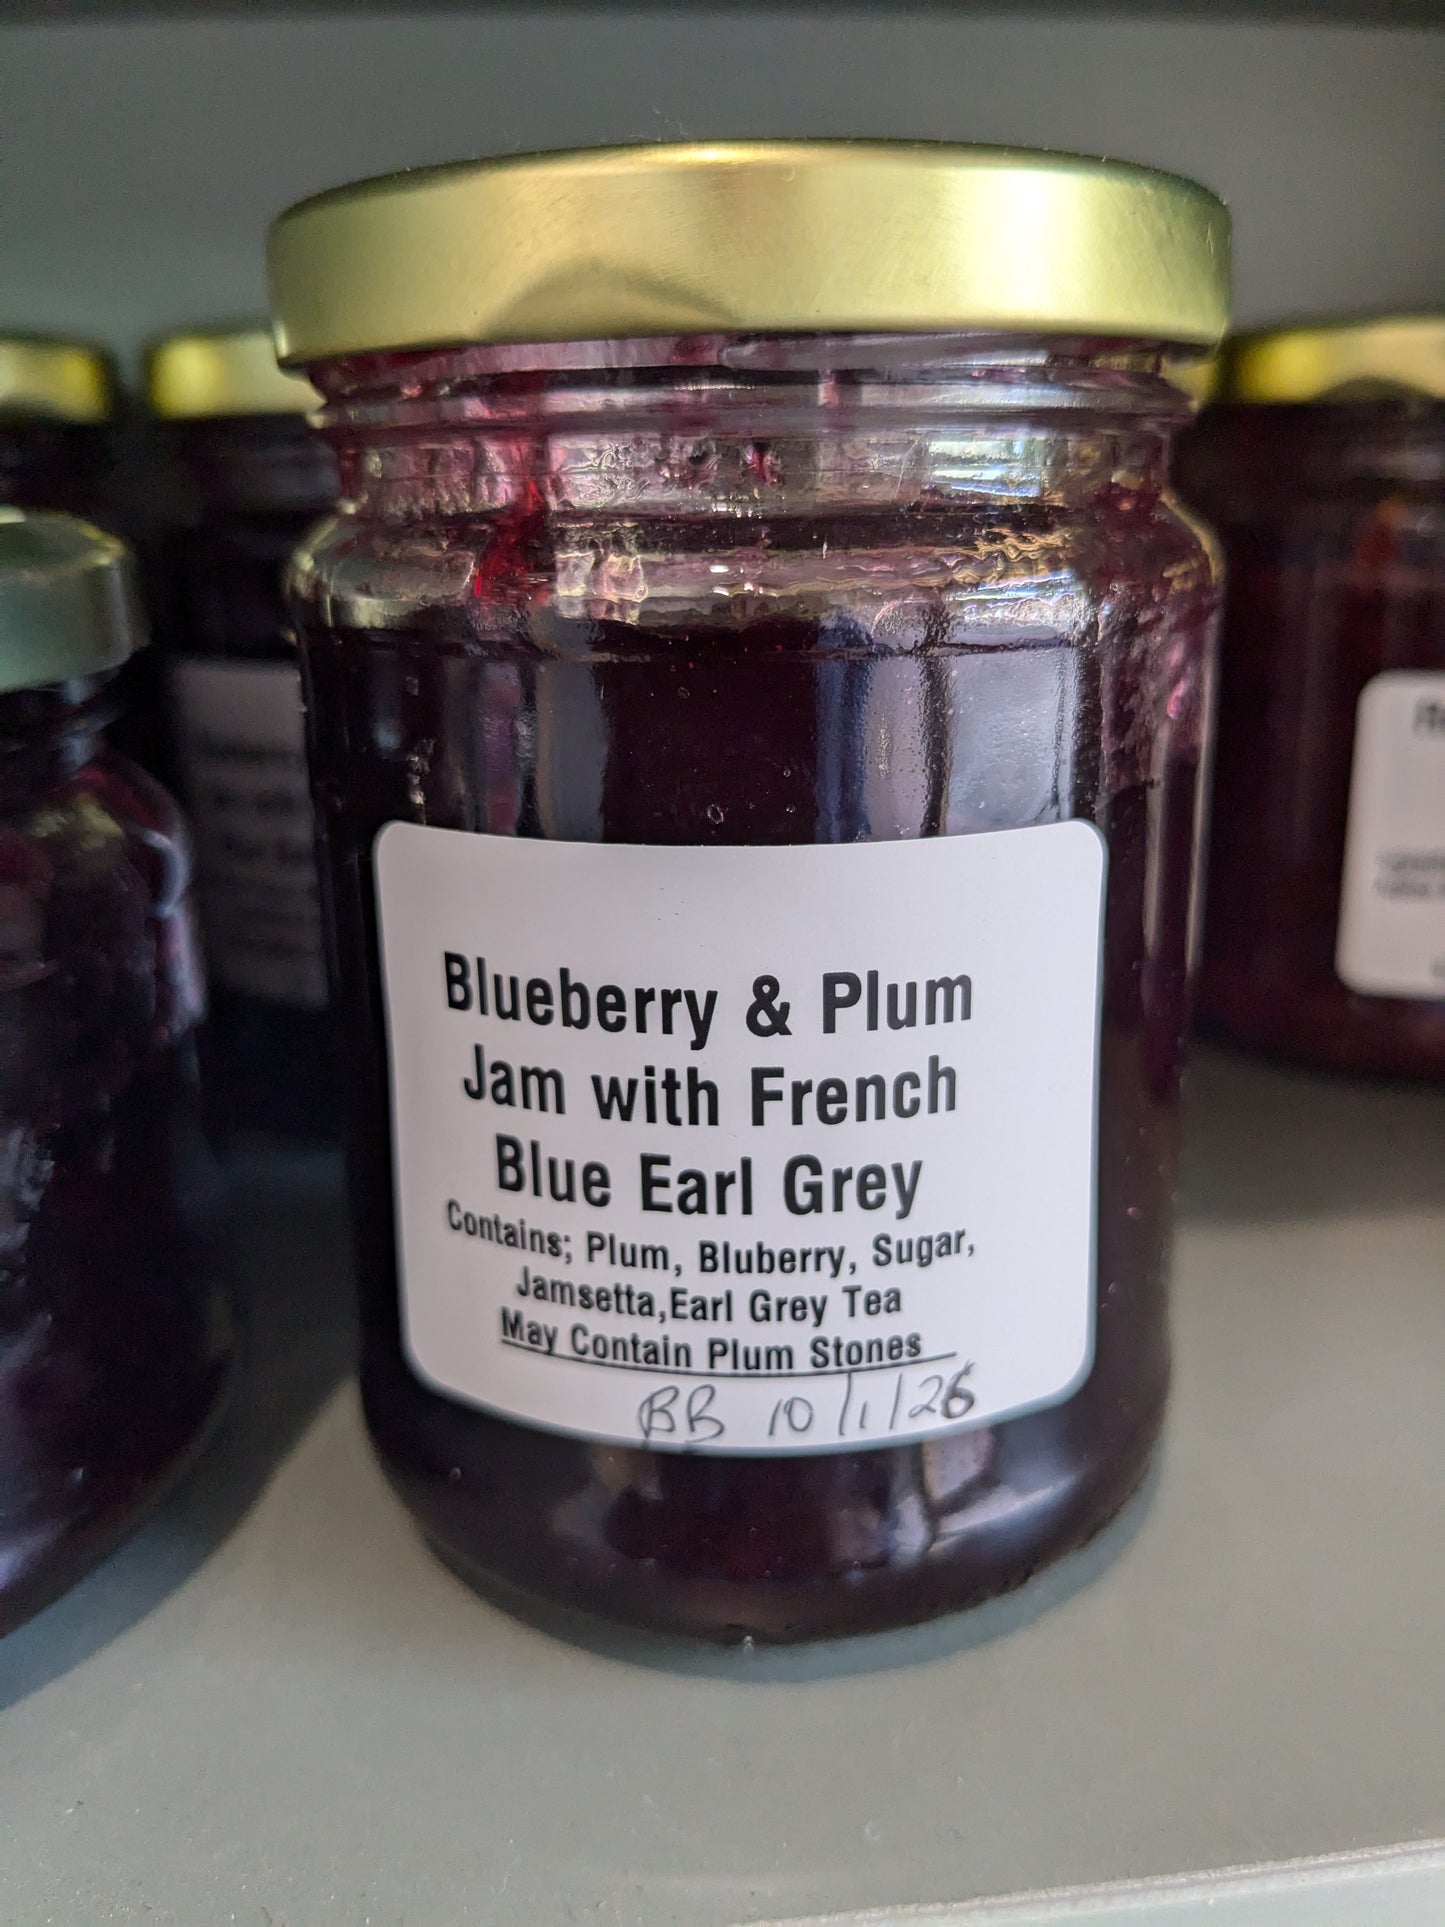 Blueberry & Plum
Jam with French
Blue Earl Grey
Contains; Plum, Bluberry, Sugar,
Jamsetta,Earl Grey Tea
May Contain Plum Stones
BB 10/1/26